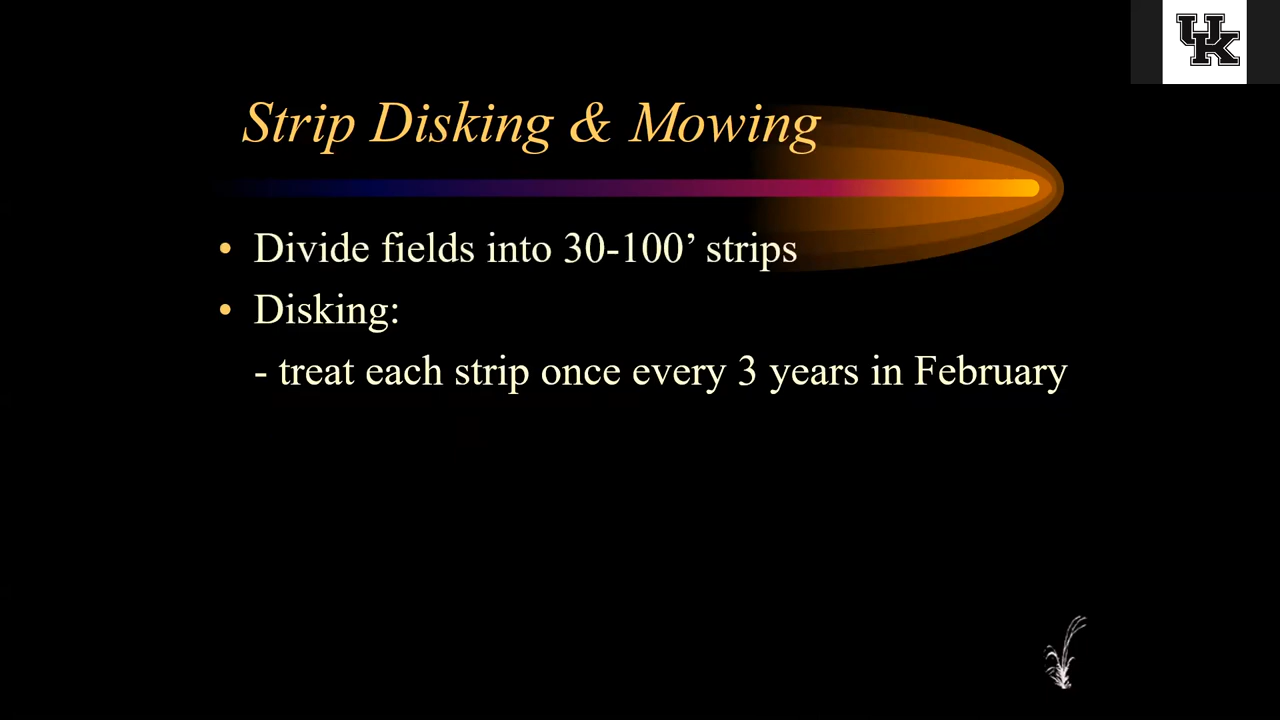 UK
Strip Disking & Mowing
• Divide fields into 30-100’ strips
• Disking:
- treat each strip once every 3 years in February